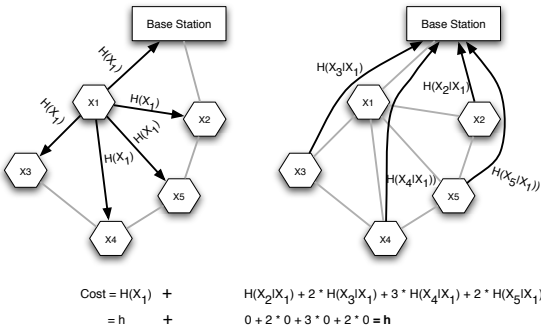 Base Station
Base Station
H(X1)
H(X3|X1)
X1
H(X1)
H(X1)
X2
H(X1)
H(X1)
X3
X5
X4
X1
H(X2|X1)
X2
X3
H(X4|X1))
X5
H(X5|X1))
X4
Cost = H(X1) + H(X2|X1) + 2 * H(X3|X1) + 3 * H(X4|X1) + 2 * H(X5|X1)
= h + 0 + 2 * 0 + 3 * 0 + 2 * 0 = h